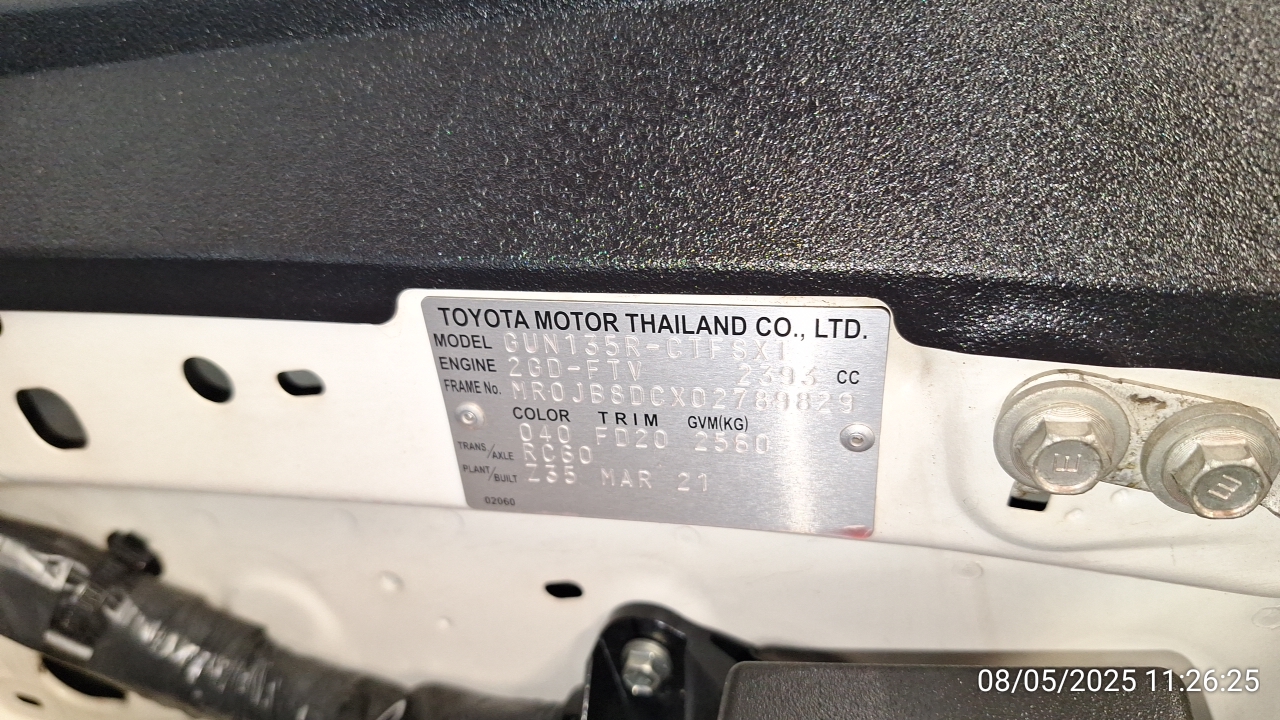 TOYOTA MOTOR THAILAND CO., LTD.
MODEL GUN135R-CTFSXT
ENGINE 2GD-FTV 2393 CC
FRAME No. MR0JB8DCX02789829
COLOR TRIM GVM(KG)
040 FD20 2560
TRANS/AXLE RC60
PLANT/BUILT Z35 MAR 21
02060
E
E
08/05/2025 11:26:25